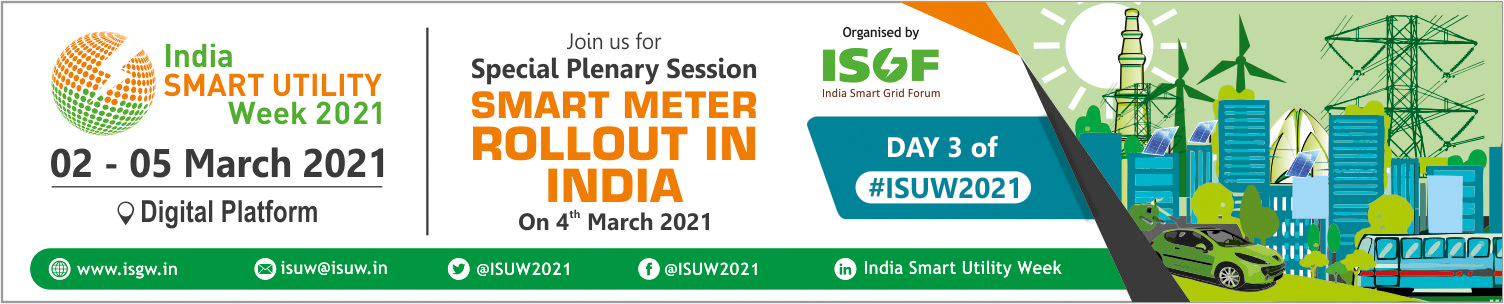 India
SMART UTILITY
Week 2021
02 - 05 March 2021
Digital Platform
Join us for
Special Plenary Session
SMART METER
ROLLOUT IN
INDIA
On 4th March 2021
Organised by
ISGF
India Smart Grid Forum
DAY 3 of
#ISUW2021
www.isgw.in
isuw@isuw.in
@ISUW2021
@ISUW2021
India Smart Utility Week